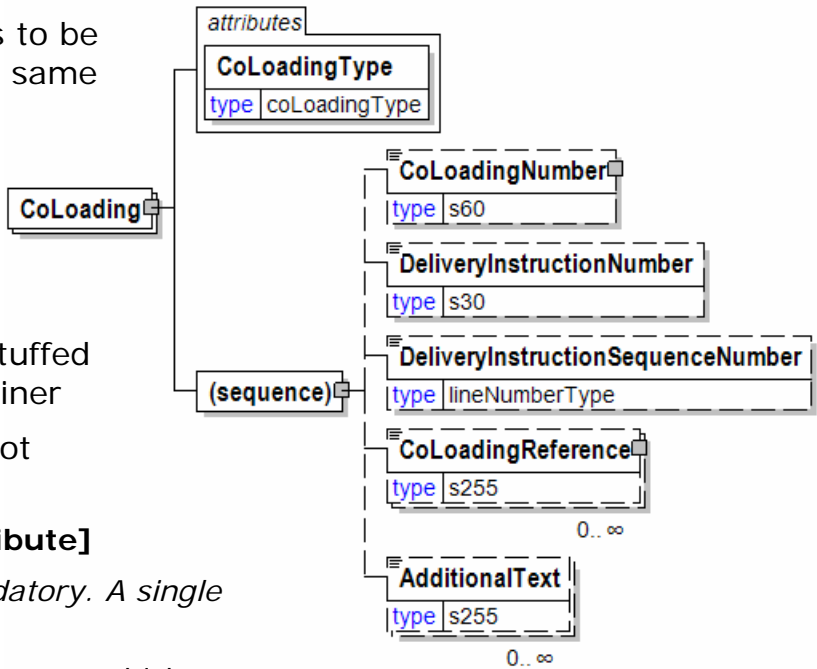 s to be
same
tuffed
iner
ot
ibute]
datory. A single
attributes
CoLoadingType
type coLoadingType
CoLoading
(sequence)
CoLoadingNumber
type s60
DeliveryInstructionNumber
type s30
DeliveryInstructionSequenceNumber
type lineNumberType
CoLoadingReference
type s255
0.. ∞
AdditionalText
type s255
0.. ∞